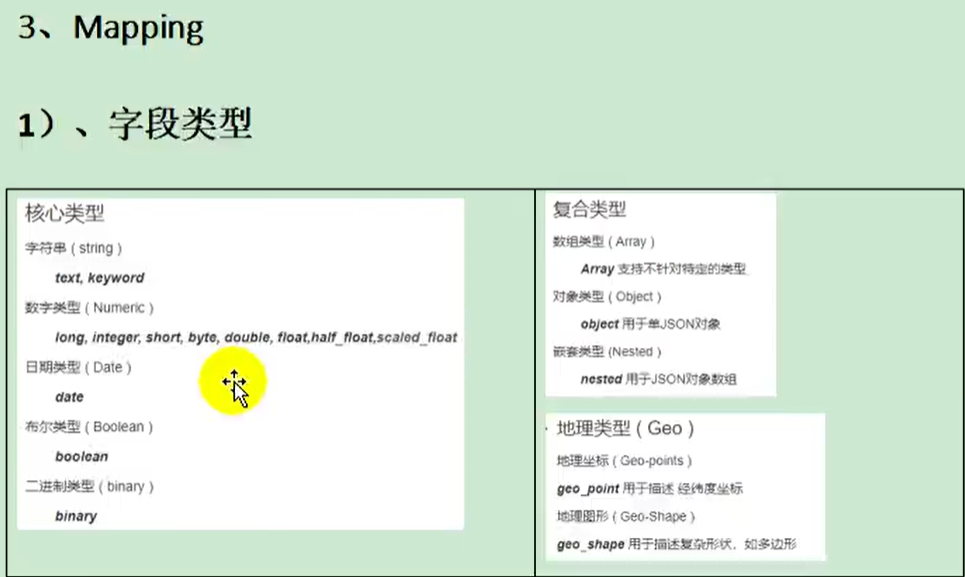 3、Mapping
1）、字段类型
核心类型
字符串 ( string )
text, keyword
数字类型 ( Numeric )
long, integer, short, byte, double, float,half_float,scaled_float
日期类型 ( Date )
date
布尔类型 ( Boolean )
boolean
二进制类型 ( binary )
binary
复合类型
数组类型 ( Array )
Array 支持不针对特定的类型
对象类型 ( Object )
object 用于单JSON对象
嵌套类型 (Nested )
nested 用于JSON对象数组
· 地理类型 ( Geo )
地理坐标 ( Geo-points )
geo_point 用于描述 经纬度坐标
地理图形 ( Geo-Shape )
geo_shape 用于描述复杂形状，如多边形